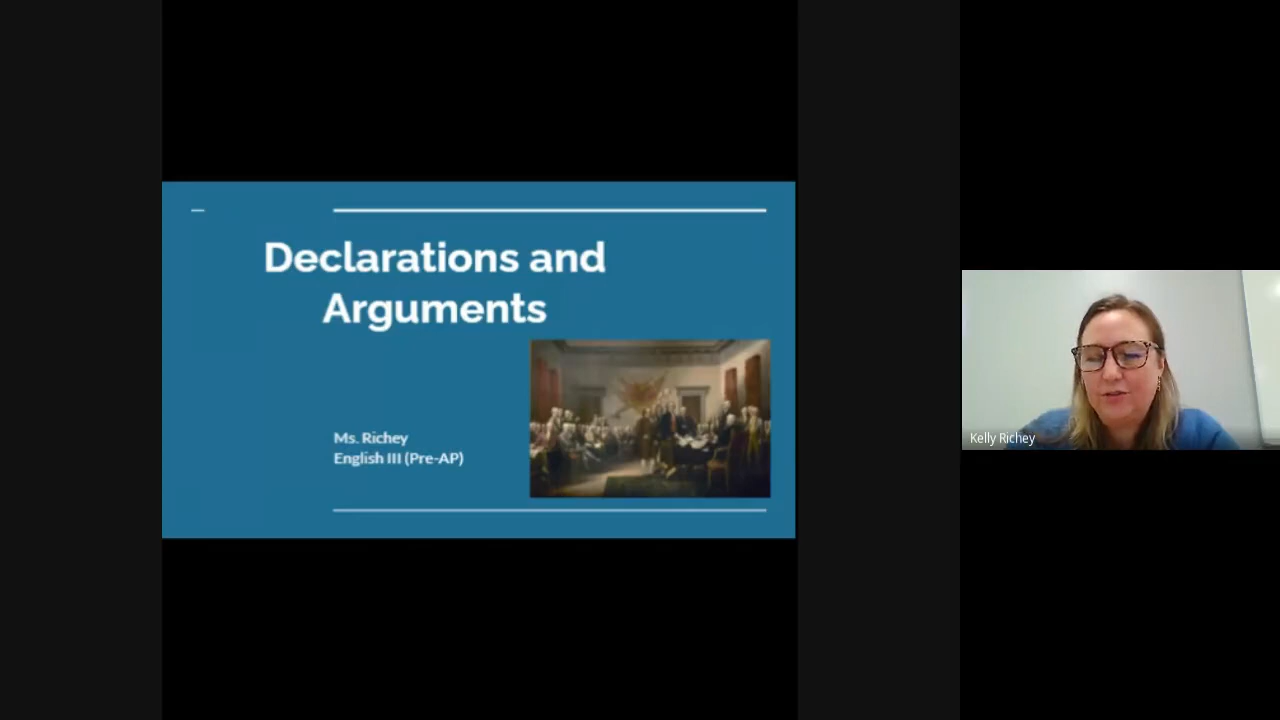 Declarations and
Arguments
Ms. Richey
English III (Pre-AP)
Kelly Richey